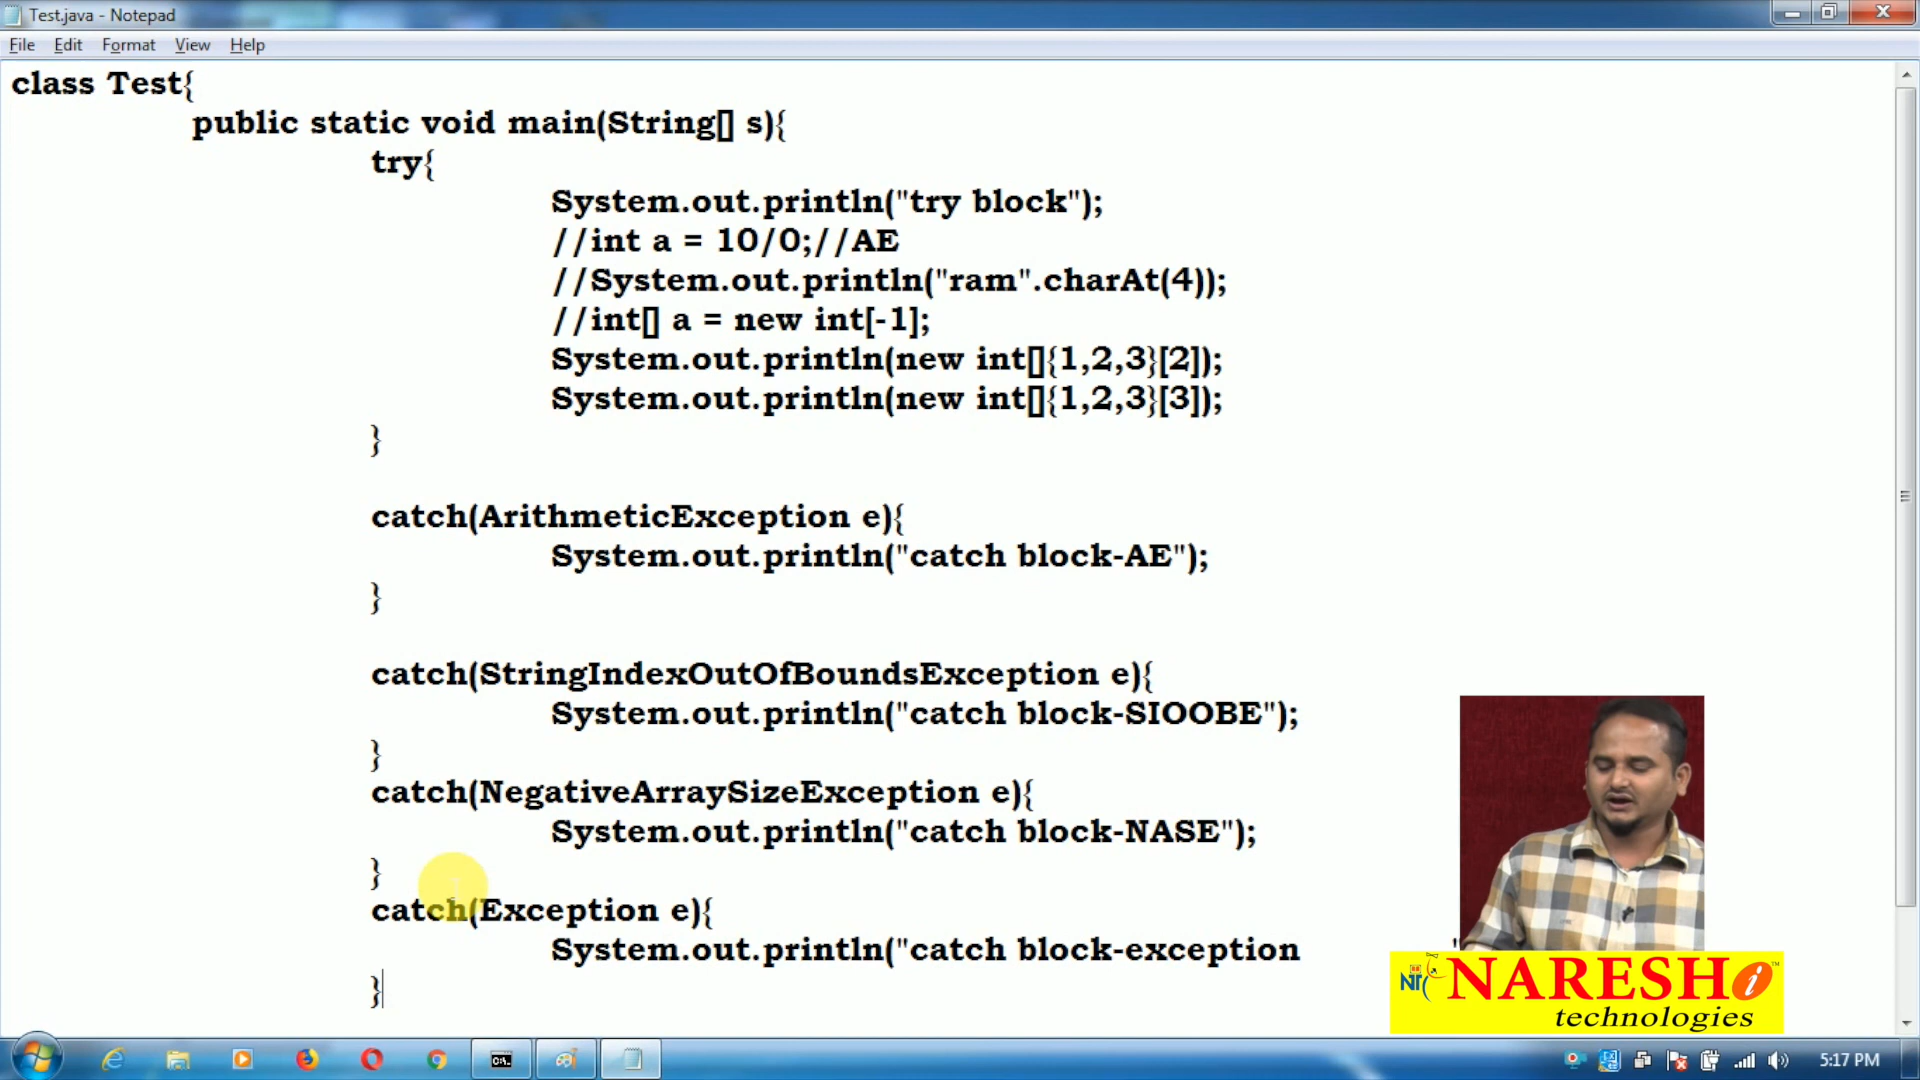 Test.java - Notepad
File Edit Format View Help
class Test{
public static void main(String[] s){
try{
System.out.println("try block");
//int a = 10/0;//AE
//System.out.println("ram".charAt(4));
//int[] a = new int[-1];
System.out.println(new int[]{1,2,3}[2]);
System.out.println(new int[]{1,2,3}[3]);
}
catch(ArithmeticException e){
System.out.println("catch block-AE");
}
catch(StringIndexOutOfBoundsException e){
System.out.println("catch block-SIOOBE");
}
catch(NegativeArraySizeException e){
System.out.println("catch block-NASE");
}
catch(Exception e){
System.out.println("catch block-exception "
}
NARESH i
technologies
5:17 PM